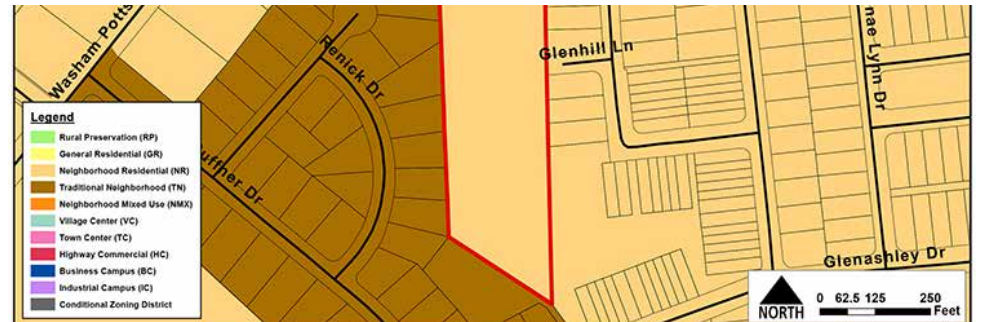 Washam Potts
Renick Dr
Glenhill Ln
nae Lynn Dr
uffner Dr
Glenashley Dr
Legend
Rural Preservation (RP)
General Residential (GR)
Neighborhood Residential (NR)
Traditional Neighborhood (TN)
Neighborhood Mixed Use (NMX)
Village Center (VC)
Town Center (TC)
Highway Commercial (HC)
Business Campus (BC)
Industrial Campus (IC)
Conditional Zoning District
NORTH
0 62.5 125 250
Feet